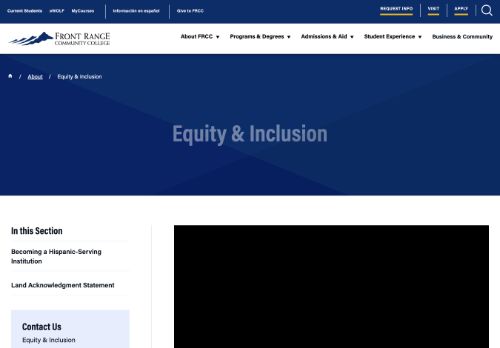 Current Students eWOLF MyCourses Información en español Give to FRCC REQUEST INFO VISIT APPLY
FRONT RANGE
COMMUNITY COLLEGE
About FRCC Programs & Degrees Admissions & Aid Student Experience Business & Community
/ About / Equity & Inclusion
Equity & Inclusion
In this Section
Becoming a Hispanic-Serving
Institution
Land Acknowledgment Statement
Contact Us
Equity & Inclusion